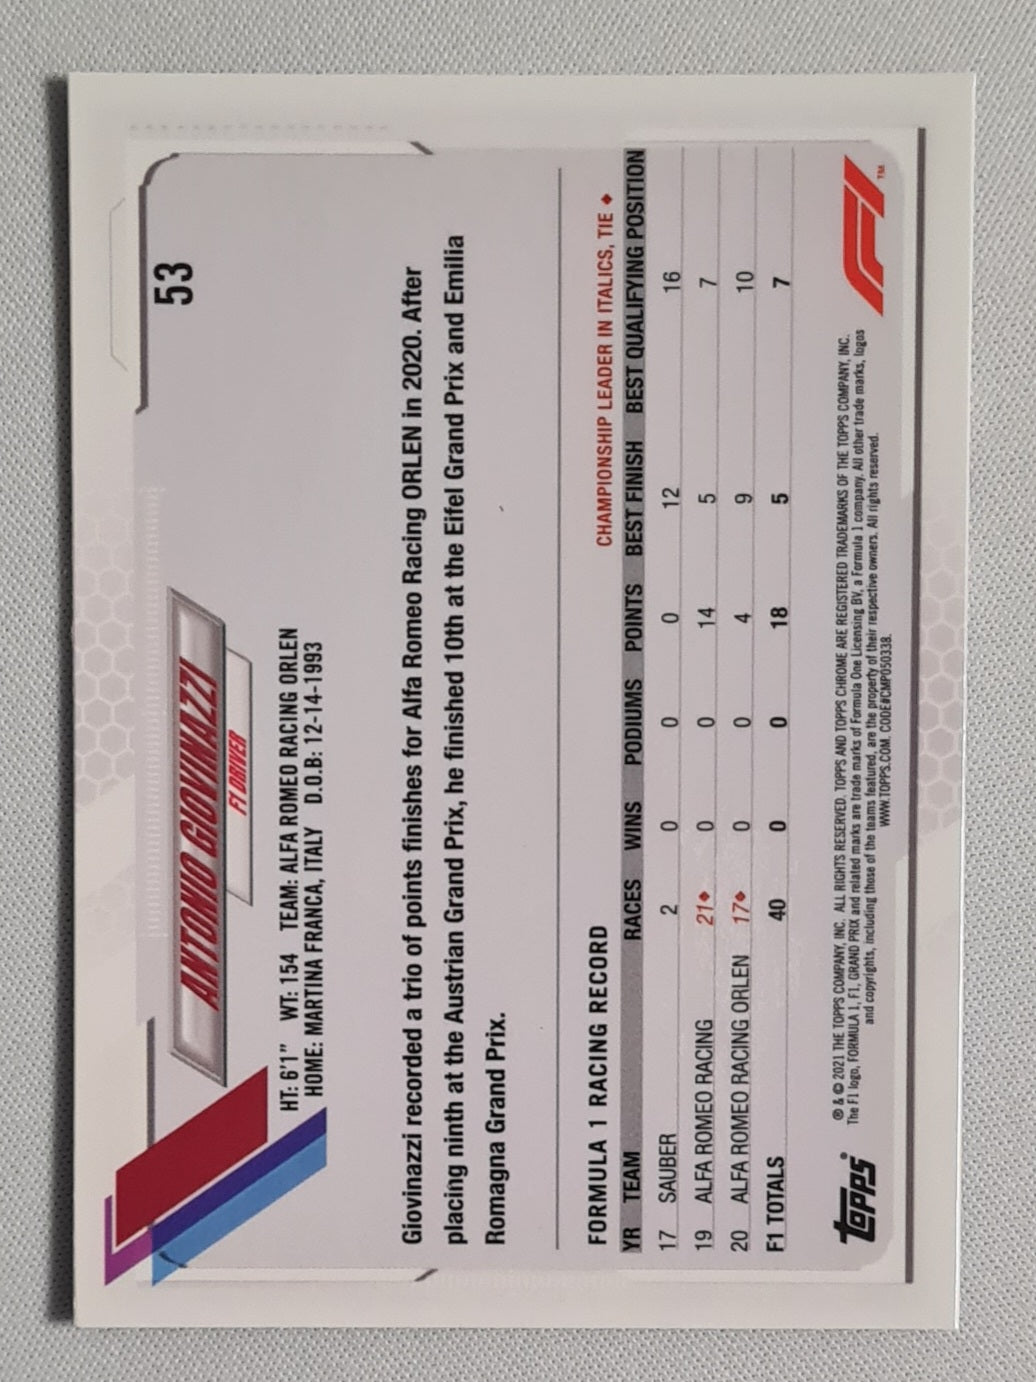 53
ANTONIO GIOVINAZZI
F1 DRIVER
HT: 6'1" WT: 154 TEAM: ALFA ROMEO RACING ORLEN
HOME: MARTINA FRANCA, ITALY D.O.B: 12-14-1993
Giovinazzi recorded a trio of points finishes for Alfa Romeo Racing ORLEN in 2020. After
placing ninth at the Austrian Grand Prix, he finished 10th at the Eifel Grand Prix and Emilia
Romagna Grand Prix.
FORMULA 1 RACING RECORD CHAMPIONSHIP LEADER IN ITALICS, TIE ♦
YR TEAM RACES WINS PODIUMS POINTS BEST FINISH BEST QUALIFYING POSITION
17 SAUBER 2 0 0 0 12 16
19 ALFA ROMEO RACING 21♦ 0 0 14 5 7
20 ALFA ROMEO RACING ORLEN 17♦ 0 0 4 9 10
F1 TOTALS 40 0 0 18 5 7
topps®
® & © 2021 THE TOPPS COMPANY, INC. ALL RIGHTS RESERVED. TOPPS AND TOPPS CHROME ARE REGISTERED TRADEMARKS OF THE TOPPS COMPANY, INC.
The F1 logo, FORMULA 1, F1, GRAND PRIX and related marks are trade marks of Formula One Licensing BV, a Formula 1 company. All other trade marks, logos
and copyrights, including those of the teams featured, are the property of their respective owners. All rights reserved.
WWW.TOPPS.COM. CODE#CMP050338.
F1™